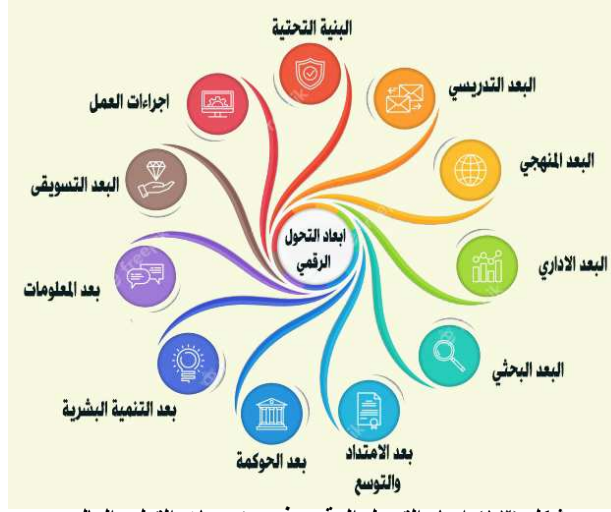 البنية التحتية
البعد التدريسي
البعد المنهجي
البعد الاداري
البعد البحثي
بعد الامتداد
والتوسع
بعد الحوكمة
بعد التنمية البشرية
بعد المعلومات
البعد التسويقى
اجراءات العمل
ابعاد التحول
الرقمي